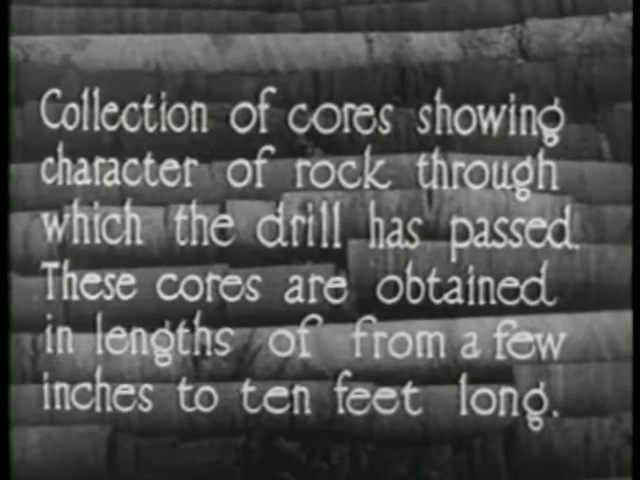 Collection of cores showing
character of rock through
which the drill has passed.
These cores are obtained
in lengths of from a few
inches to ten feet long.